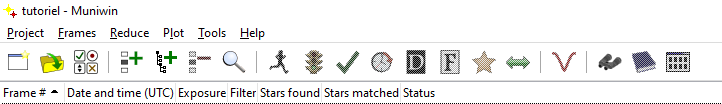 tutoriel - Muniwin
Project Frames Reduce Plot Tools Help
D F
Frame # Date and time (UTC) Exposure Filter Stars found Stars matched Status